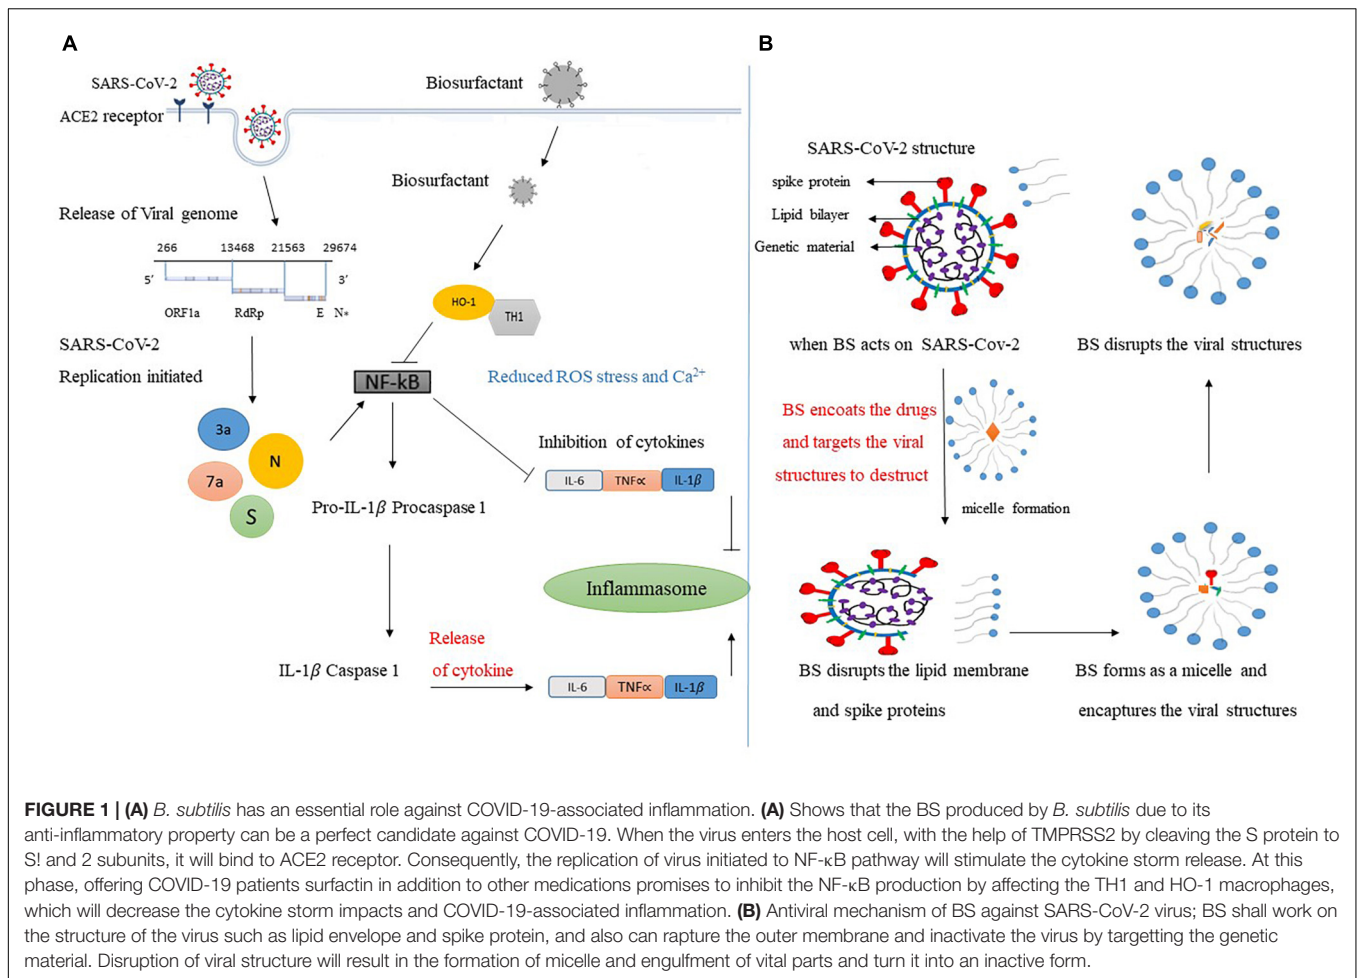 A
SARS-CoV-2
ACE2 receptor
Biosurfactant
Biosurfactant
Release of Viral genome
266 13468 21563 29674
5′ 3′
ORF1a RdRp E N*
HO-1
TH1
SARS-CoV-2
Replication initiated
NF-kB
Reduced ROS stress and Ca2+
3a
N
7a
S
Inhibition of cytokines
IL-6 TNF∝ IL-1β
Pro-IL-1β Procaspase 1
Inflammasome
IL-1β Caspase 1
Release
of cytokine
IL-6 TNF∝ IL-1β
B
SARS-CoV-2 structure
spike protein
Lipid bilayer
Genetic material
when BS acts on SARS-Cov-2
BS disrupts the viral structures
BS encoats the drugs
and targets the viral
structures to destruct
micelle formation
BS disrupts the lipid membrane
and spike proteins
BS forms as a micelle and
encaptures the viral structures
FIGURE 1 | (A) B. subtilis has an essential role against COVID-19-associated inflammation. (A) Shows that the BS produced by B. subtilis due to its
anti-inflammatory property can be a perfect candidate against COVID-19. When the virus enters the host cell, with the help of TMPRSS2 by cleaving the S protein to
S! and 2 subunits, it will bind to ACE2 receptor. Consequently, the replication of virus initiated to NF-κB pathway will stimulate the cytokine storm release. At this
phase, offering COVID-19 patients surfactin in addition to other medications promises to inhibit the NF-κB production by affecting the TH1 and HO-1 macrophages,
which will decrease the cytokine storm impacts and COVID-19-associated inflammation. (B) Antiviral mechanism of BS against SARS-CoV-2 virus; BS shall work on
the structure of the virus such as lipid envelope and spike protein, and also can rapture the outer membrane and inactivate the virus by targetting the genetic
material. Disruption of viral structure will result in the formation of micelle and engulfment of vital parts and turn it into an inactive form.